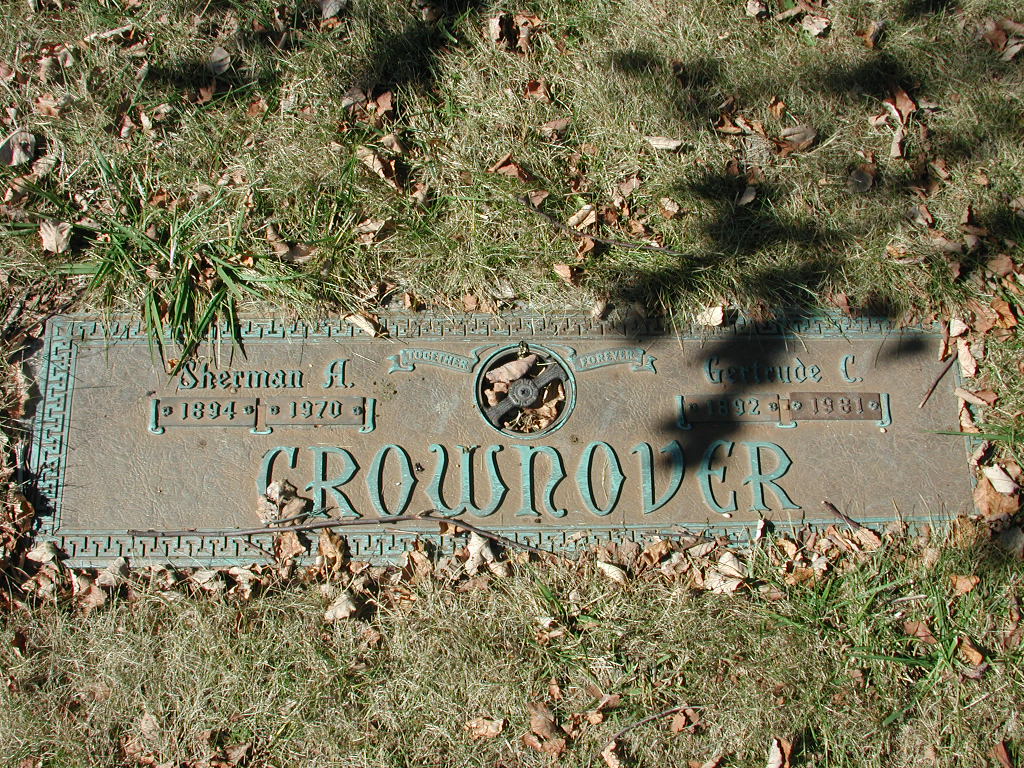 TOGETHER FOREVER
Sherman A. Gertrude C.
1894 1970 1892 1981
CROWNOVER